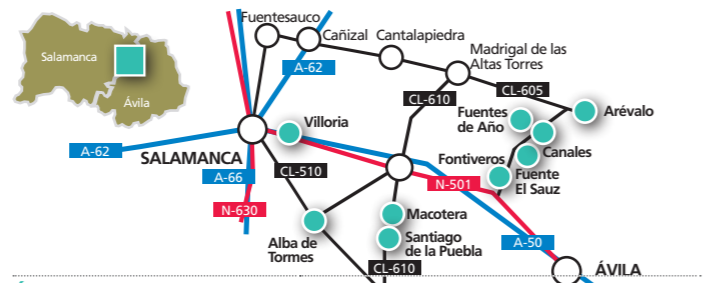 Fuentesauco
Salamanca
Cañizal
Cantalapiedra
Madrigal de las
Altas Torres
A-62
CL-605
CL-610
Ávila
Fuentes
de Año
Arévalo
Villoria
A-62
SALAMANCA
Canales
Fontiveros
CL-510
A-66
Fuente
El Sauz
N-501
N-630
Macotera
Alba de
Tormes
Santiago
de la Puebla
A-50
CL-610
ÁVILA